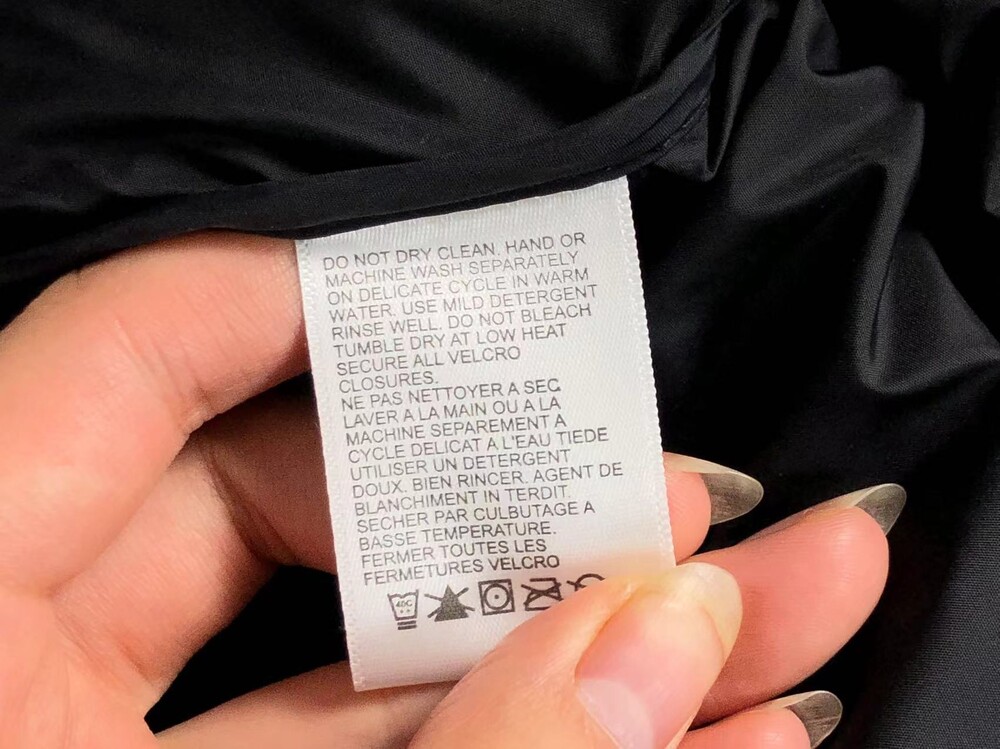 DO NOT DRY CLEAN. HAND OR
MACHINE WASH SEPARATELY
ON DELICATE CYCLE IN WARM
WATER. USE MILD DETERGENT
RINSE WELL. DO NOT BLEACH
TUMBLE DRY AT LOW HEAT
SECURE ALL VELCRO
CLOSURES.
NE PAS NETTOYER A SEC
LAVER A LA MAIN OU A LA
MACHINE SEPAREMENT A
CYCLE DELICAT A L'EAU TIEDE
UTILISER UN DETERGENT
DOUX. BIEN RINCER. AGENT DE
BLANCHIMENT IN TERDIT.
SECHER PAR CULBUTAGE A
BASSE TEMPERATURE.
FERMER TOUTES LES
FERMETURES VELCRO
40C